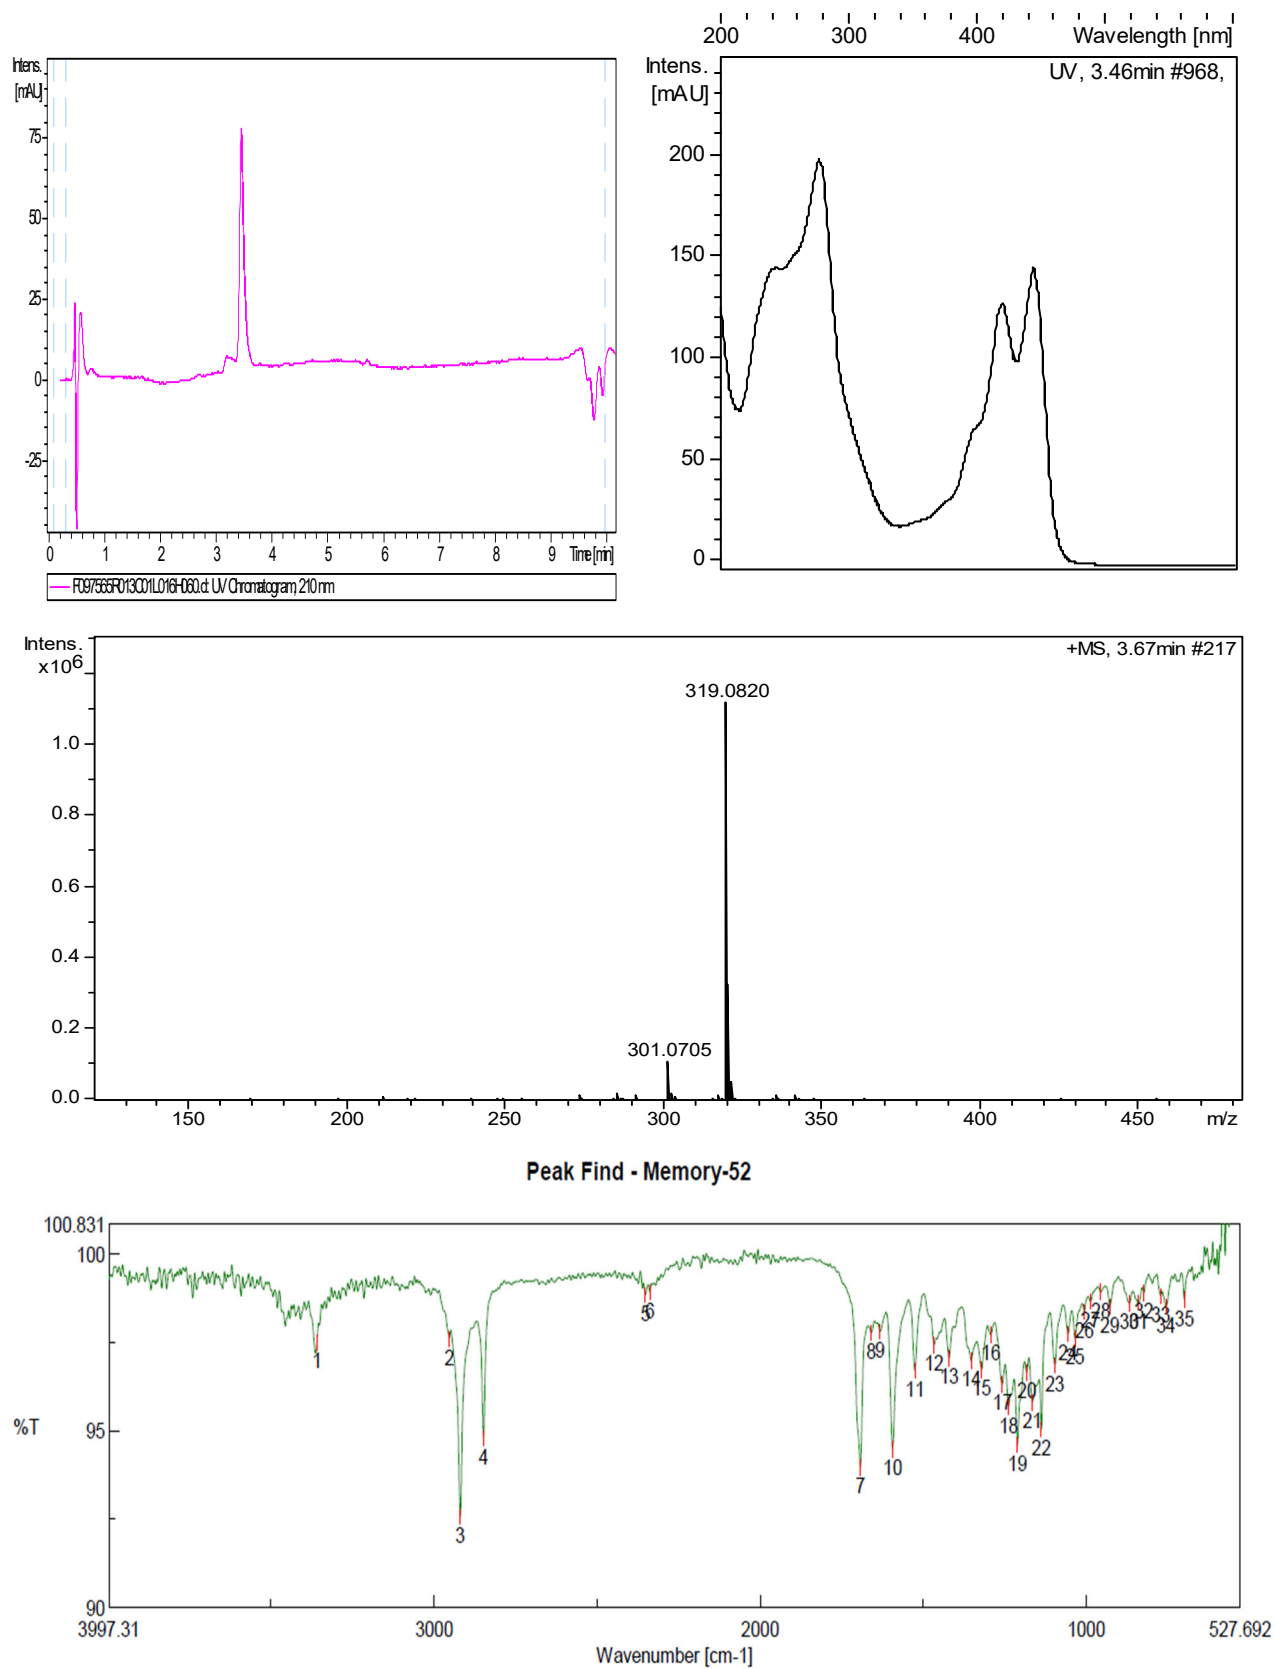 200 300 400 Wavelength [nm]
Intens.
[mAU]
75
50
25
0
-25
0 1 2 3 4 5 6 7 8 9 Time [min]
F097565R013C01L016H060.d: UV Chromatogram, 210 nm
Intens.
[mAU]
UV, 3.46min #968,
200
150
100
50
0
Intens.
x10⁶
+MS, 3.67min #217
319.0820
1.0
0.8
0.6
0.4
0.2
0.0
301.0705
150 200 250 300 350 400 450 m/z
Peak Find - Memory-52
100.831
100
%T
95
90
1 2 3 4 5 6 7 8 9 10 11 12 13 14 15 16 17 18 19 20 21 22 23 24 25 26 27 28 29 30 31 32 33 34 35
3997.31 3000 2000 1000 527.692
Wavenumber [cm-1]